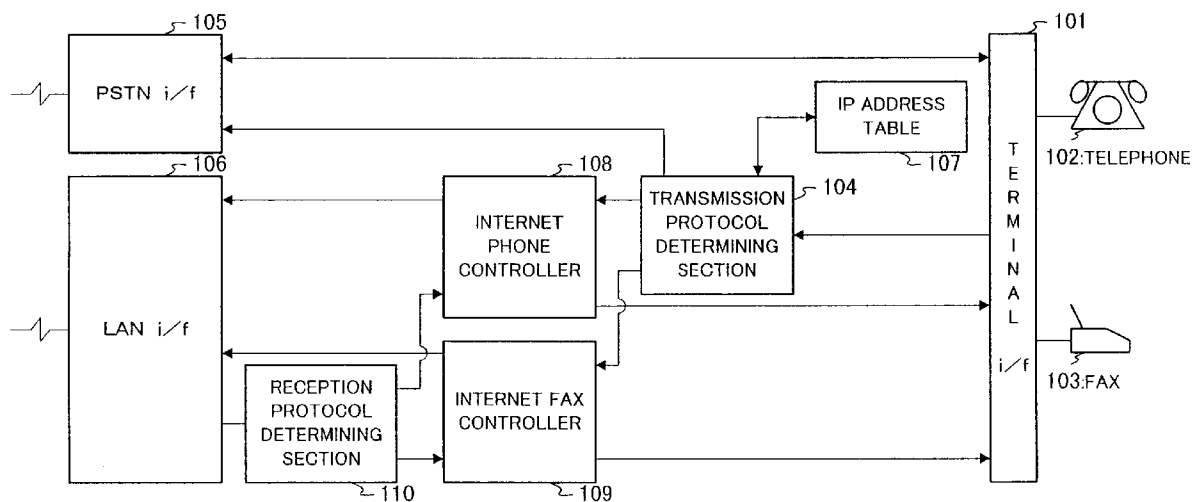 105
PSTN i/f
101
IP ADDRESS
TABLE
107
102:TELEPHONE
106
LAN i/f
108
INTERNET
PHONE
CONTROLLER
104
TRANSMISSION
PROTOCOL
DETERMINING
SECTION
TERMINAL
i/f
103:FAX
RECEPTION
PROTOCOL
DETERMINING
SECTION
110
INTERNET FAX
CONTROLLER
109